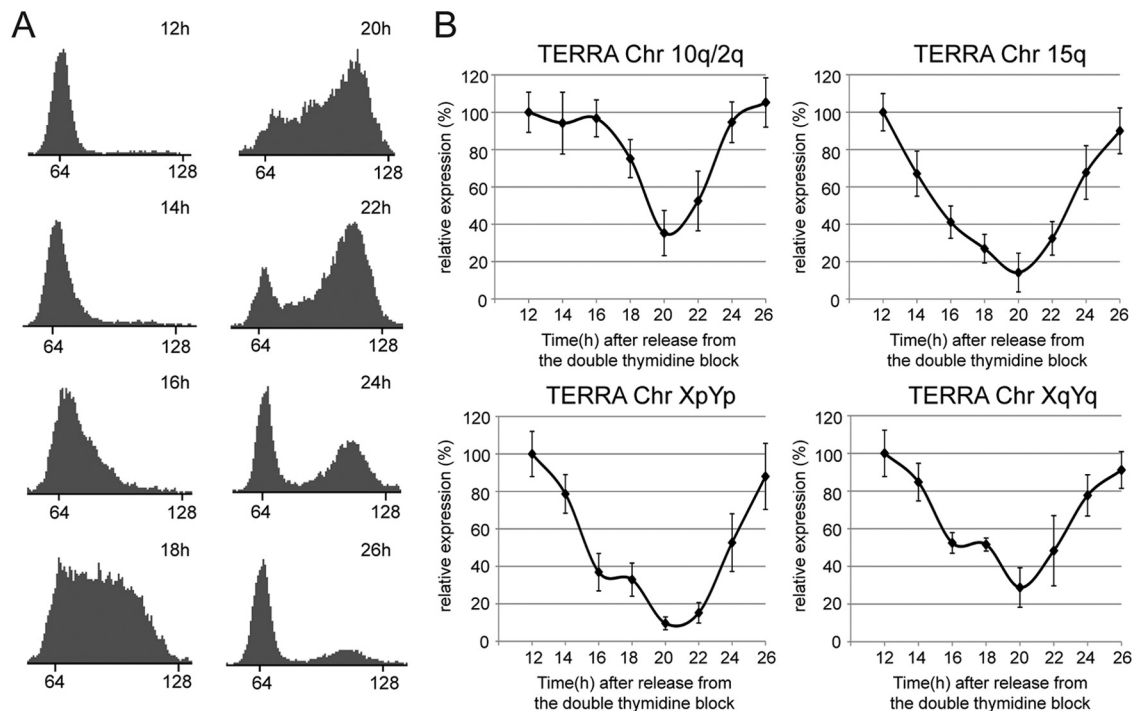 A
12h
64 128
14h
64 128
16h
64 128
18h
64 128
20h
64 128
22h
64 128
24h
64 128
26h
64 128
B
TERRA Chr 10q/2q
relative expression (%)
120
100
80
60
40
20
0
12 14 16 18 20 22 24 26
Time(h) after release from
the double thymidine block
TERRA Chr 15q
relative expression (%)
120
100
80
60
40
20
0
12 14 16 18 20 22 24 26
Time(h) after release from
the double thymidine block
TERRA Chr XpYp
relative expression (%)
120
100
80
60
40
20
0
12 14 16 18 20 22 24 26
Time(h) after release from
the double thymidine block
TERRA Chr XqYq
relative expression (%)
120
100
80
60
40
20
0
12 14 16 18 20 22 24 26
Time(h) after release from
the double thymidine block